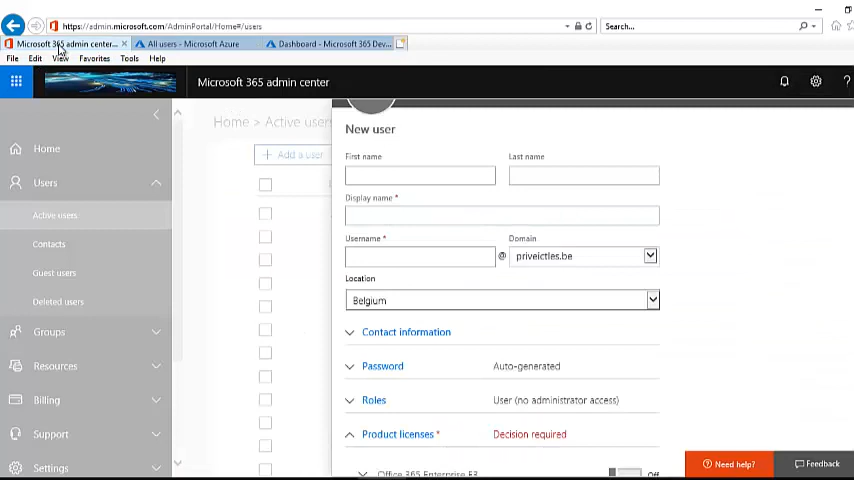 https://admin.microsoft.com/AdminPortal/Home#/users
Search...
Microsoft 365 admin center...
All users - Microsoft Azure
Dashboard - Microsoft 365 Dev...
File Edit View Favorites Tools Help
Microsoft 365 admin center
Home
Users
Active users
Contacts
Guest users
Deleted users
Groups
Resources
Billing
Support
Settings
Home > Active users
+ Add a user
New user
First name
Last name
Display name *
Username *
Domain
@ priveictles.be
Location
Belgium
Contact information
Password Auto-generated
Roles User (no administrator access)
Product licenses * Decision required
Office 365 Enterprise E3 Off
Need help?
Feedback